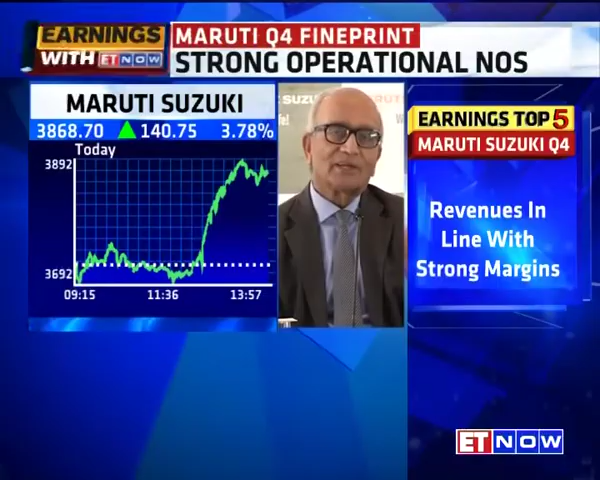 EARNINGS
WITH ET NOW
MARUTI Q4 FINEPRINT
STRONG OPERATIONAL NOS
MARUTI SUZUKI
3868.70 140.75 3.78%
Today
3892
3692
09:15 11:36 13:57
SUZUK
EARNINGS TOP 5
MARUTI SUZUKI Q4
Revenues In
Line With
Strong Margins
ET NOW